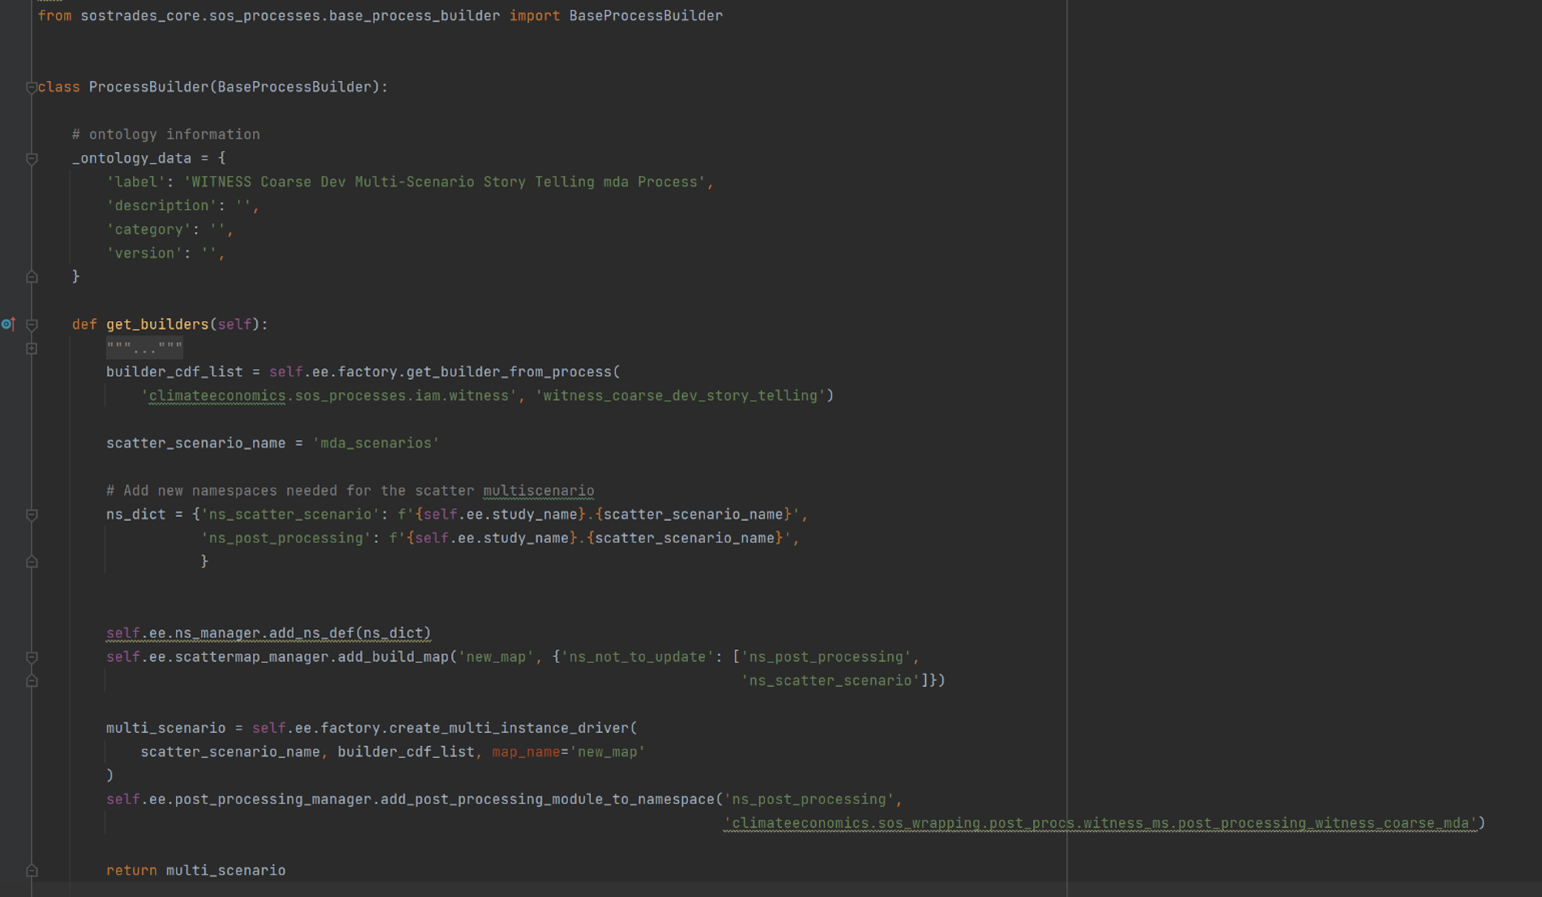 from sostrades_core.sos_processes.base_process_builder import BaseProcessBuilder
class ProcessBuilder(BaseProcessBuilder):
# ontology information
_ontology_data = {
'label': 'WITNESS Coarse Dev Multi-Scenario Story Telling mda Process',
'description': '',
'category': '',
'version': '',
}
def get_builders(self):
"""..."""
builder_cdf_list = self.ee.factory.get_builder_from_process(
'climateeconomics.sos_processes.iam.witness', 'witness_coarse_dev_story_telling')
scatter_scenario_name = 'mda_scenarios'
# Add new namespaces needed for the scatter multiscenario
ns_dict = {'ns_scatter_scenario': f'{self.ee.study_name}.{scatter_scenario_name}',
'ns_post_processing': f'{self.ee.study_name}.{scatter_scenario_name}',
}
self.ee.ns_manager.add_ns_def(ns_dict)
self.ee.scattermap_manager.add_build_map('new_map', {'ns_not_to_update': ['ns_post_processing',
'ns_scatter_scenario']})
multi_scenario = self.ee.factory.create_multi_instance_driver(
scatter_scenario_name, builder_cdf_list, map_name='new_map'
)
self.ee.post_processing_manager.add_post_processing_module_to_namespace('ns_post_processing',
'climateeconomics.sos_wrapping.post_procs.witness_ms.post_processing_witness_coarse_mda')
return multi_scenario